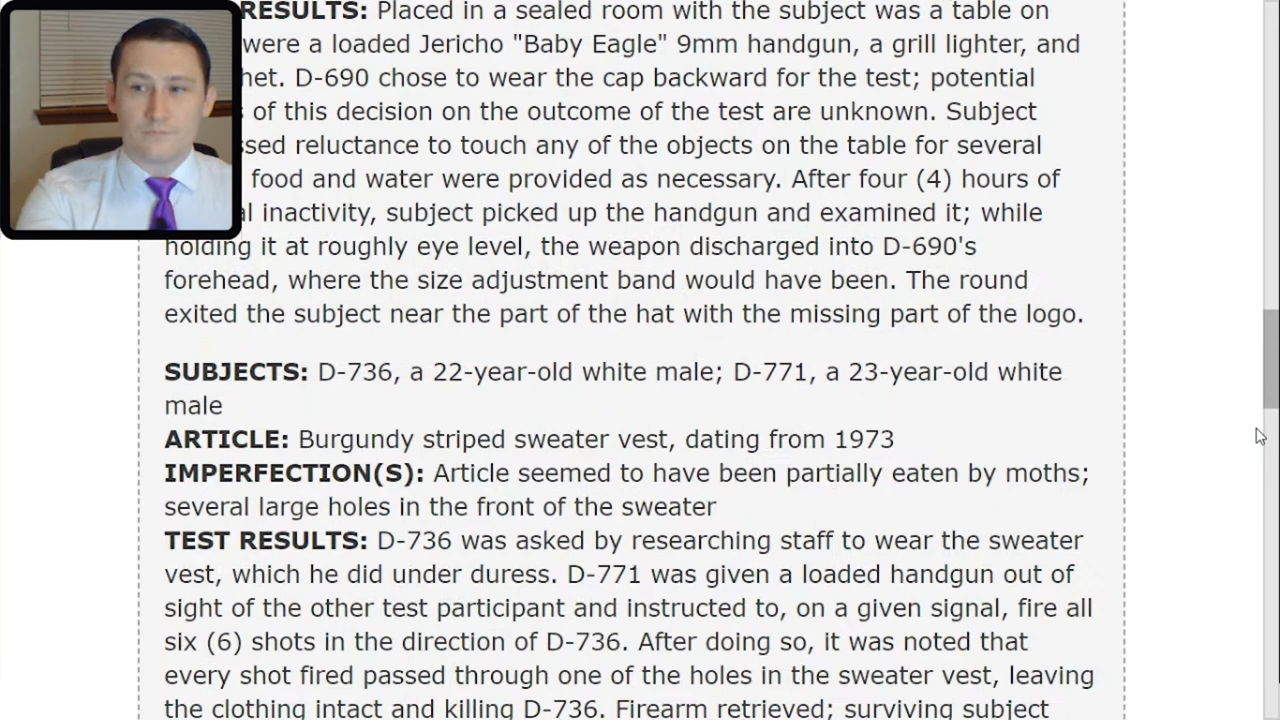 RESULTS: Placed in a sealed room with the subject was a table on
were a loaded Jericho "Baby Eagle" 9mm handgun, a grill lighter, and
het. D-690 chose to wear the cap backward for the test; potential
s of this decision on the outcome of the test are unknown. Subject
ssed reluctance to touch any of the objects on the table for several
food and water were provided as necessary. After four (4) hours of
al inactivity, subject picked up the handgun and examined it; while
holding it at roughly eye level, the weapon discharged into D-690's
forehead, where the size adjustment band would have been. The round
exited the subject near the part of the hat with the missing part of the logo.
SUBJECTS: D-736, a 22-year-old white male; D-771, a 23-year-old white
male
ARTICLE: Burgundy striped sweater vest, dating from 1973
IMPERFECTION(S): Article seemed to have been partially eaten by moths;
several large holes in the front of the sweater
TEST RESULTS: D-736 was asked by researching staff to wear the sweater
vest, which he did under duress. D-771 was given a loaded handgun out of
sight of the other test participant and instructed to, on a given signal, fire all
six (6) shots in the direction of D-736. After doing so, it was noted that
every shot fired passed through one of the holes in the sweater vest, leaving
the clothing intact and killing D-736. Firearm retrieved; surviving subject